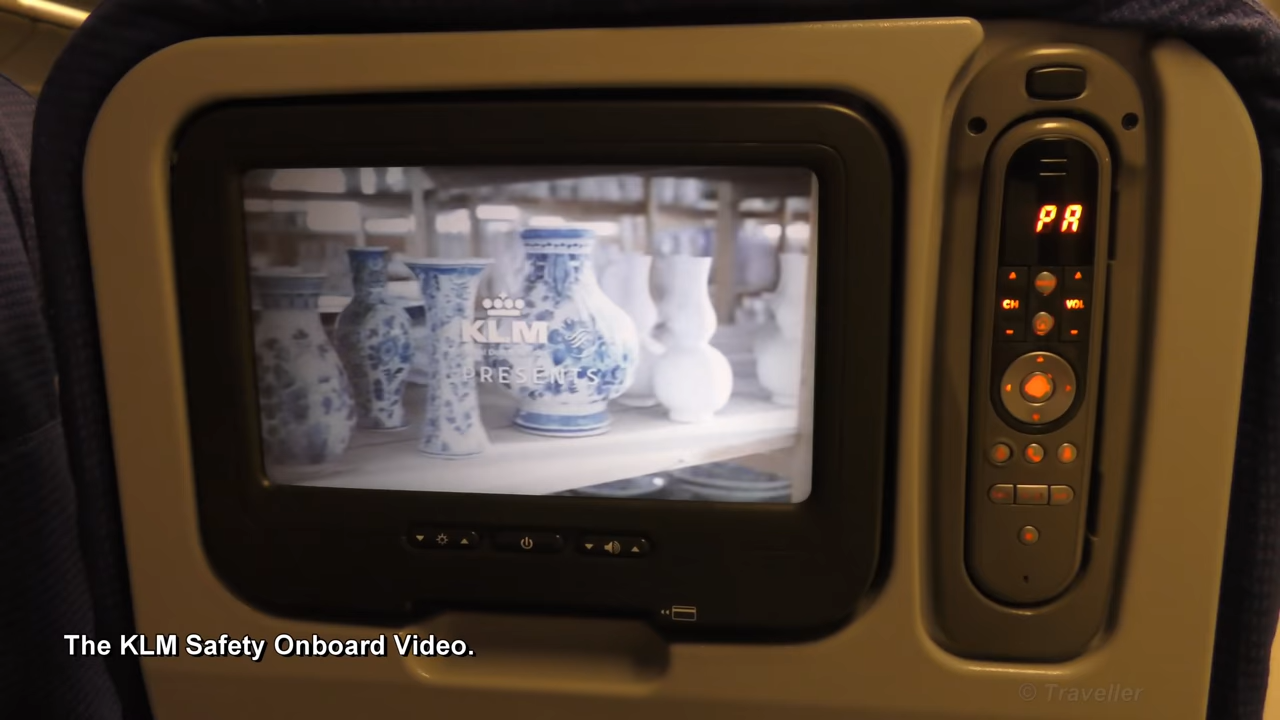 KLM
PRESENTS
PA
CH
VOL
The KLM Safety Onboard Video.
© Traveller